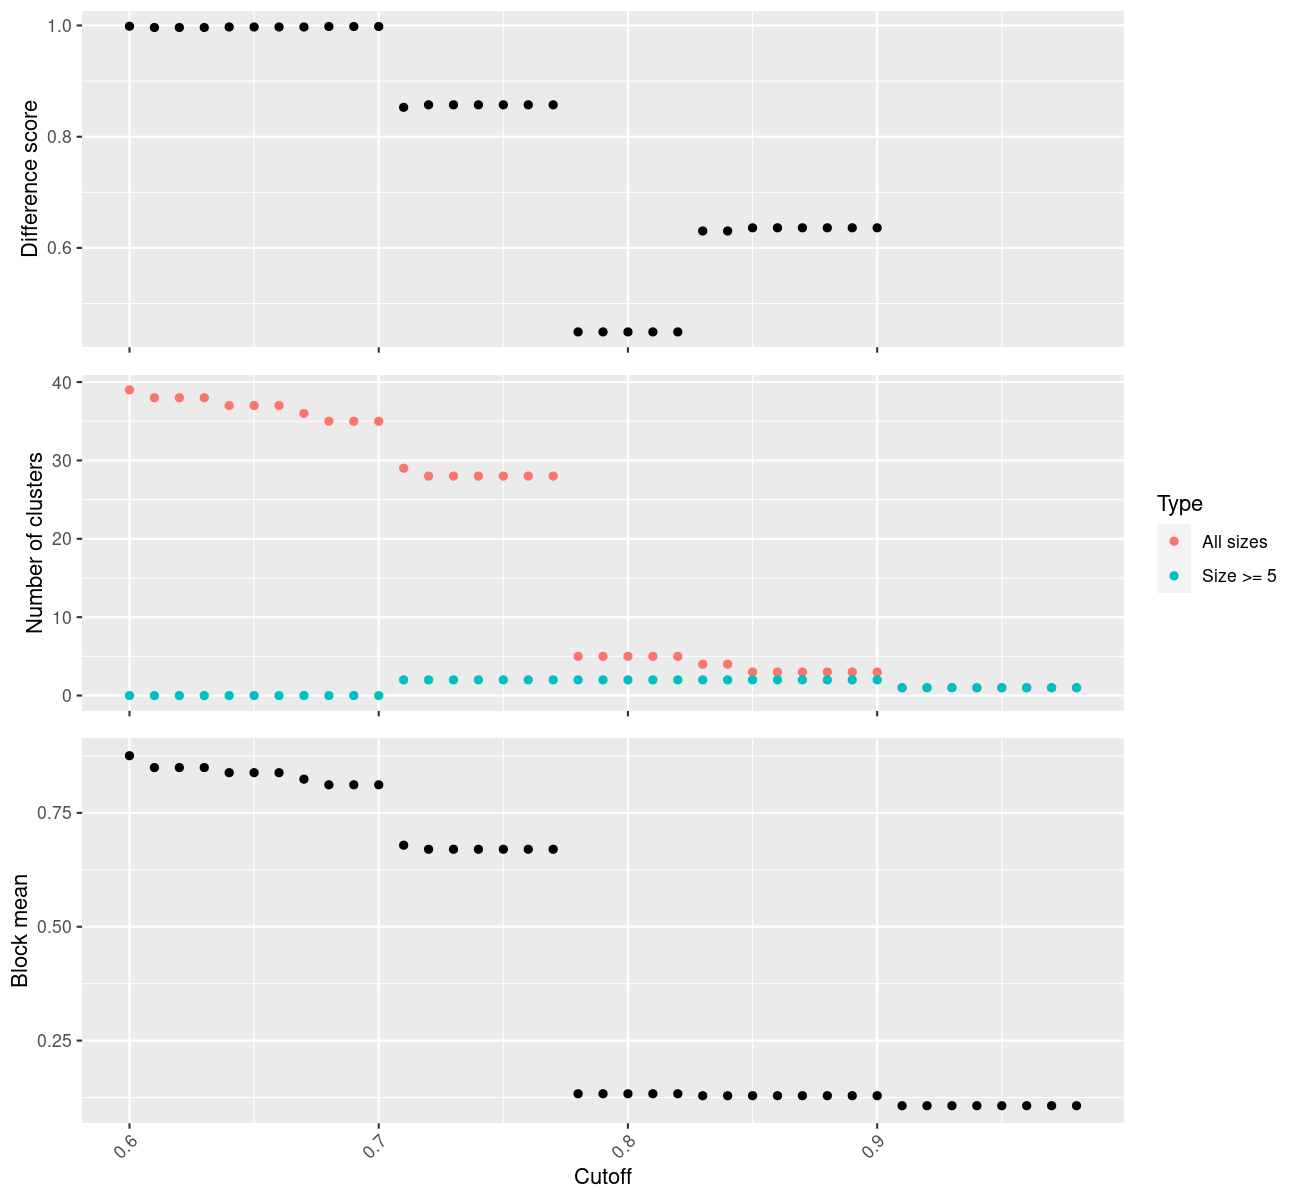 1.0
0.8
0.6
Difference score
40
30
20
10
0
Number of clusters
Type
All sizes
Size >= 5
0.75
0.50
0.25
Block mean
0.6 0.7 0.8 0.9
Cutoff